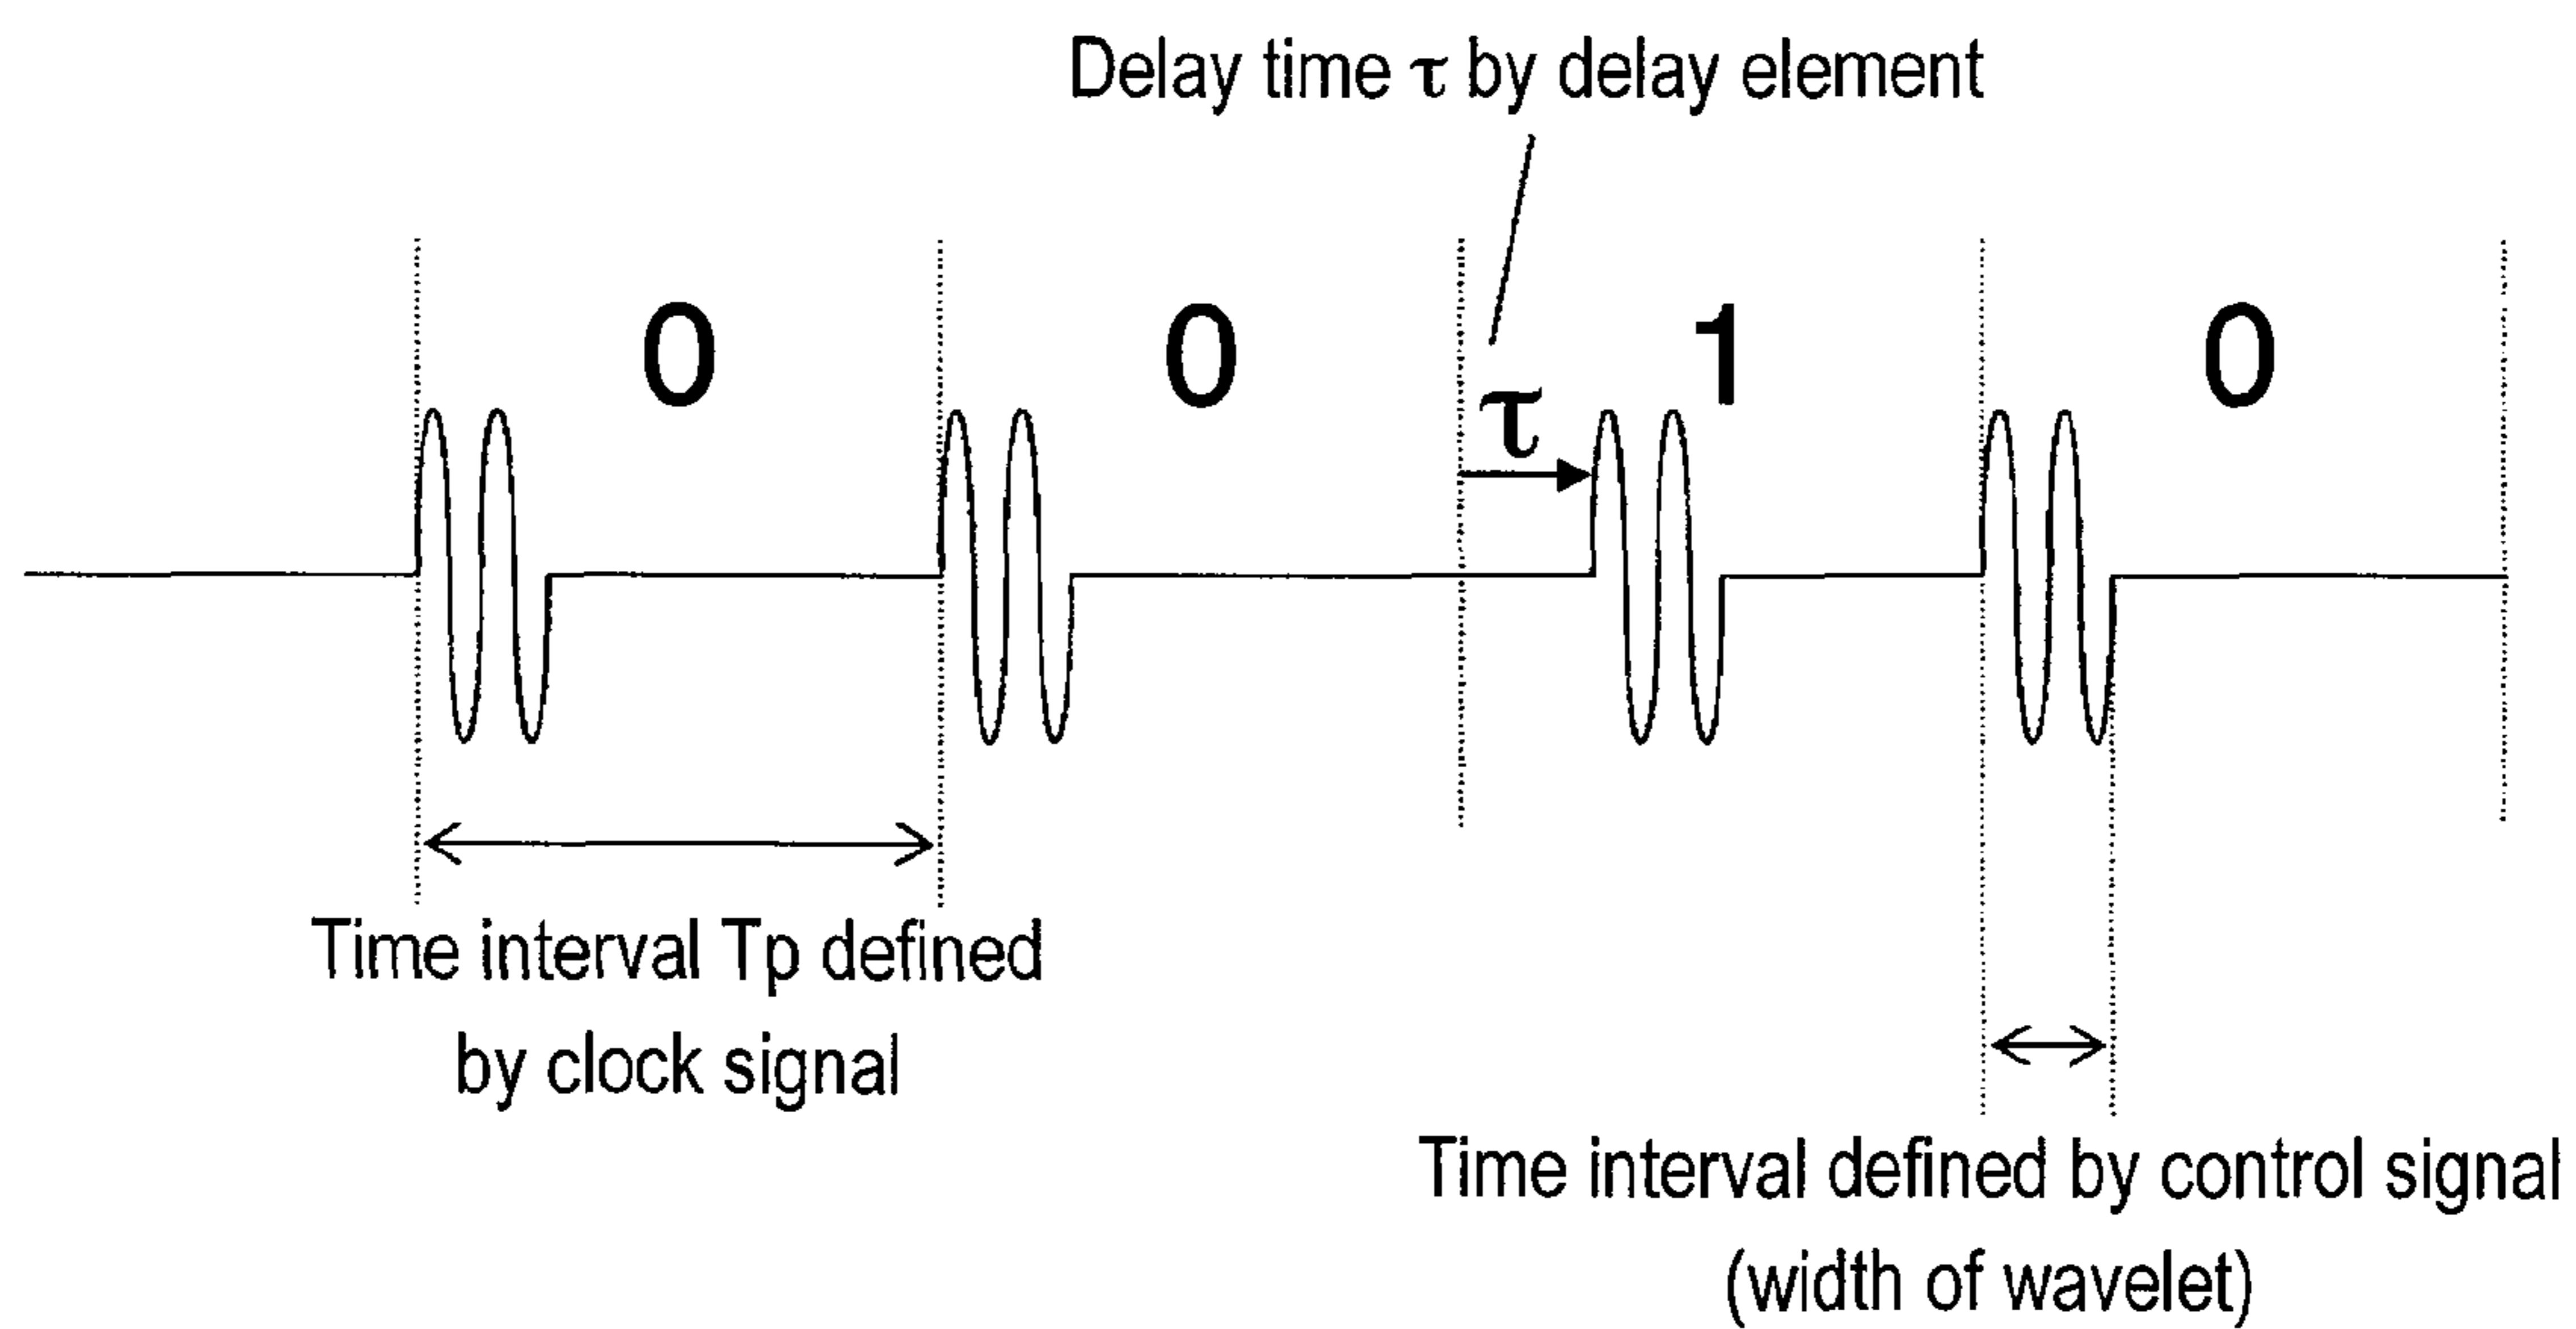 Delay time τ by delay element
0 0 1 0
τ
Time interval Tp defined
by clock signal
Time interval defined by control signal
(width of wavelet)